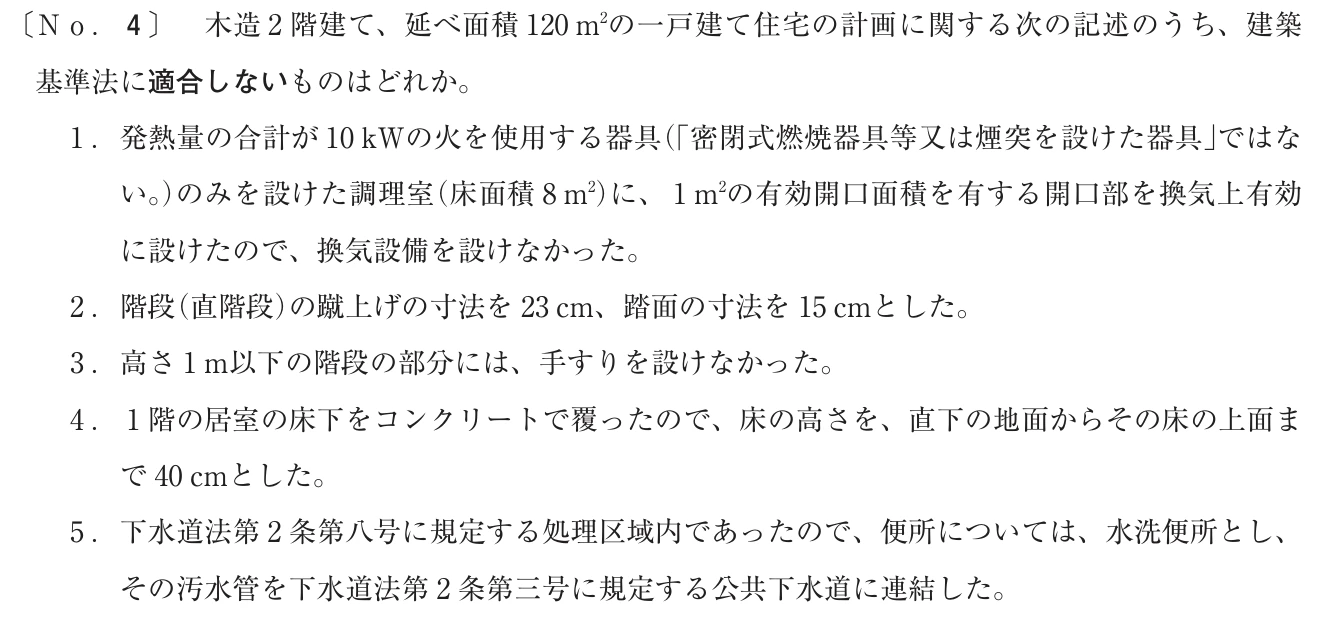 〔Ｎｏ．４〕　木造２階建て、延べ面積 120 m²の一戸建て住宅の計画に関する次の記述のうち、建築
基準法に適合しないものはどれか。
１．発熱量の合計が 10 kWの火を使用する器具(「密閉式燃焼器具等又は煙突を設けた器具」ではな
い。)のみを設けた調理室(床面積 8 m²)に、１m²の有効開口面積を有する開口部を換気上有効
に設けたので、換気設備を設けなかった。
２．階段(直階段)の蹴上げの寸法を 23 cm、踏面の寸法を 15 cmとした。
３．高さ１m以下の階段の部分には、手すりを設けなかった。
４．１階の居室の床下をコンクリートで覆ったので、床の高さを、直下の地面からその床の上面ま
で 40 cmとした。
５．下水道法第２条第八号に規定する処理区域内であったので、便所については、水洗便所とし、
その汚水管を下水道法第２条第三号に規定する公共下水道に連結した。